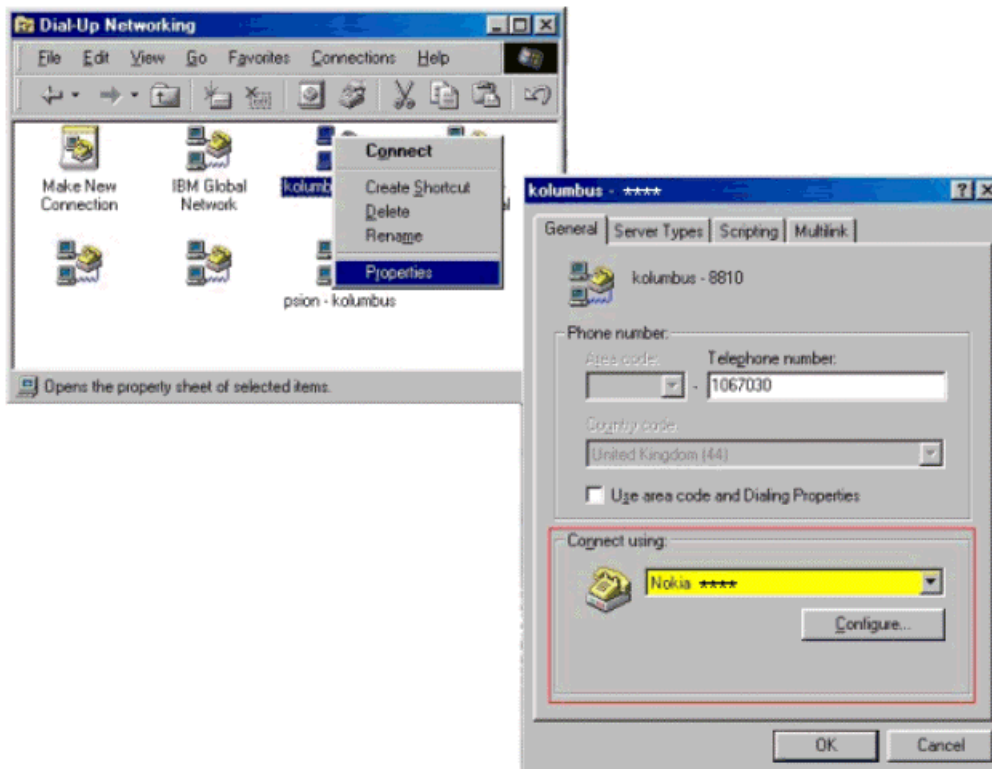 Dial-Up Networking
File Edit View Go Favorites Connections Help
Make New
Connection
IBM Global
Network
kolumb
Connect
Create Shortcut
Delete
Rename
Properties
psion - kolumbus
Opens the property sheet of selected items.
kolumbus - ****
General Server Types Scripting Multilink
kolumbus - 8810
Phone number:
Area code: Telephone number:
- 1067030
Country code:
United Kingdom (44)
Use area code and Dialing Properties
Connect using:
Nokia ****
Configure...
OK Cancel